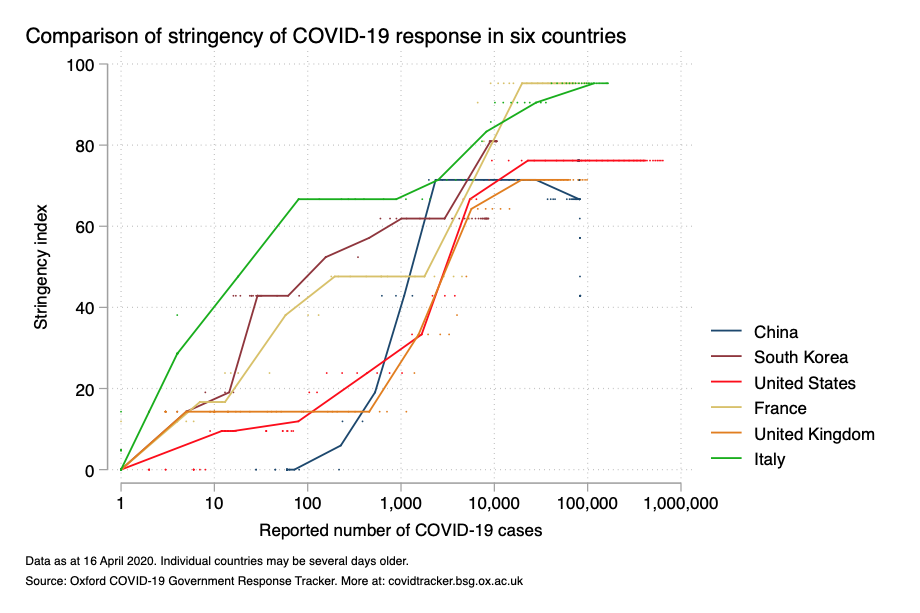 Comparison of stringency of COVID-19 response in six countries
100
80
60
40
20
0
Stringency index
1
10
100
1,000
10,000
100,000
1,000,000
Reported number of COVID-19 cases
China
South Korea
United States
France
United Kingdom
Italy
Data as at 16 April 2020. Individual countries may be several days older.
Source: Oxford COVID-19 Government Response Tracker. More at: covidtracker.bsg.ox.ac.uk